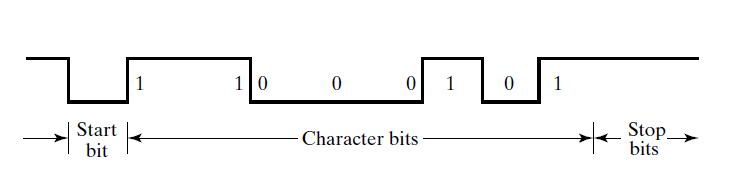 1 1 0 0 0 1 0 1
Start
bit
Character bits
Stop
bits